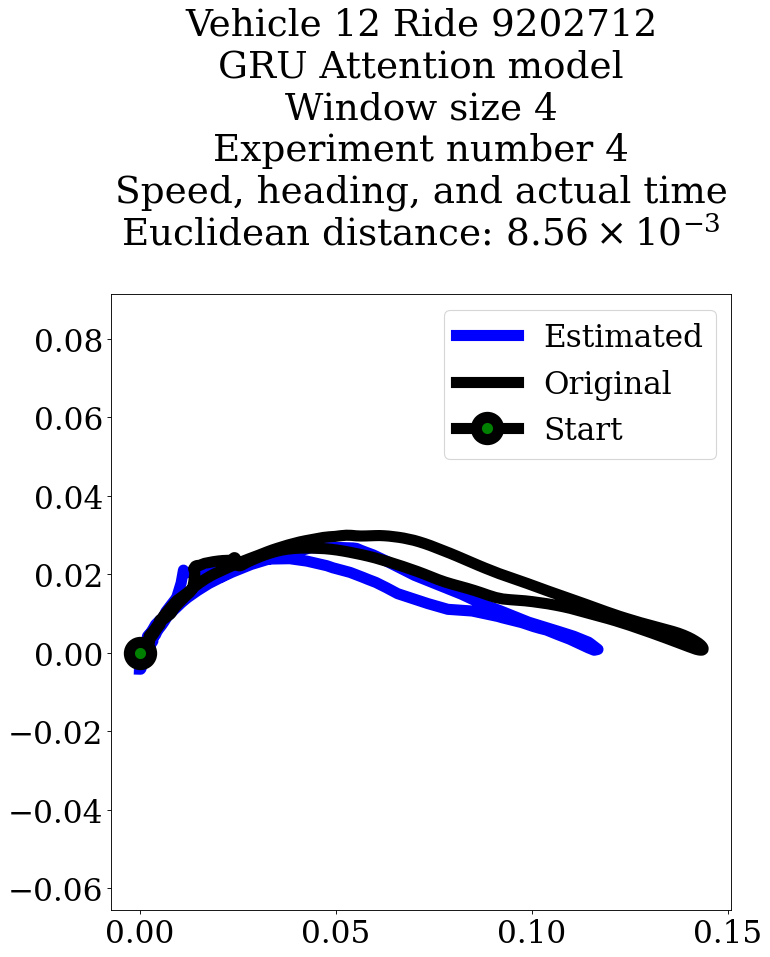 Vehicle 12 Ride 9202712
GRU Attention model
Window size 4
Experiment number 4
Speed, heading, and actual time
Euclidean distance: 8.56 × 10⁻³
Estimated
Original
Start
0.08
0.06
0.04
0.02
0.00
−0.02
−0.04
−0.06
0.00 0.05 0.10 0.15